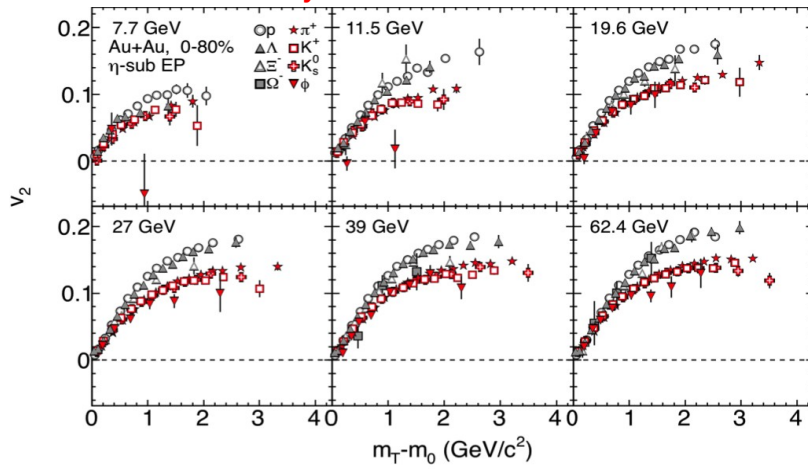 7.7 GeV
Au+Au, 0-80%
η-sub EP
p π⁺
Λ K⁺
Ξ⁻ K⁰s
Ω⁻ ϕ
11.5 GeV
19.6 GeV
0.2
0.1
0
v₂
27 GeV
39 GeV
62.4 GeV
0.2
0.1
0
0 1 2 3 4 0 1 2 3 4 0 1 2 3 4
m_T-m₀ (GeV/c²)